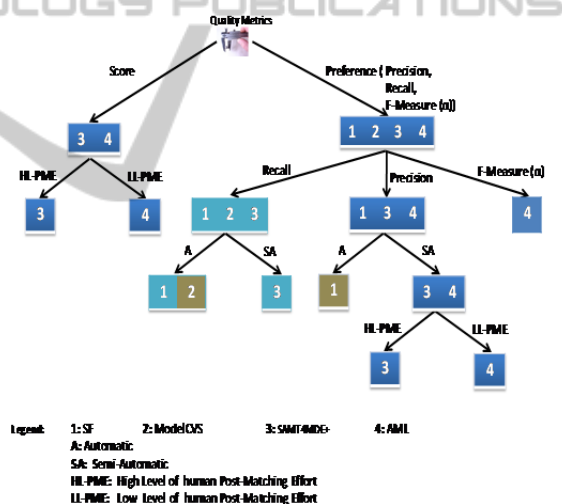 OLOGY PUBLICATIONS
Quality Metrics
Score
Preference ( Precision,
Recall,
F-Measure (α))
3 4
1 2 3 4
HL-PME
LL-PME
Recall
Precision
F-Measure (α)
3
4
1 2 3
1 3 4
4
A
SA
A
SA
1 2
3
1
3 4
HL-PME
LL-PME
3
4
Legend: 1: SF 2: ModelCVS 3: SAMT4MDE+ 4: AML
A: Automatic
SA: Semi-Automatic
HL-PME: High Level of human Post-Matching Effort
LL-PME: Low Level of human Post-Matching Effort